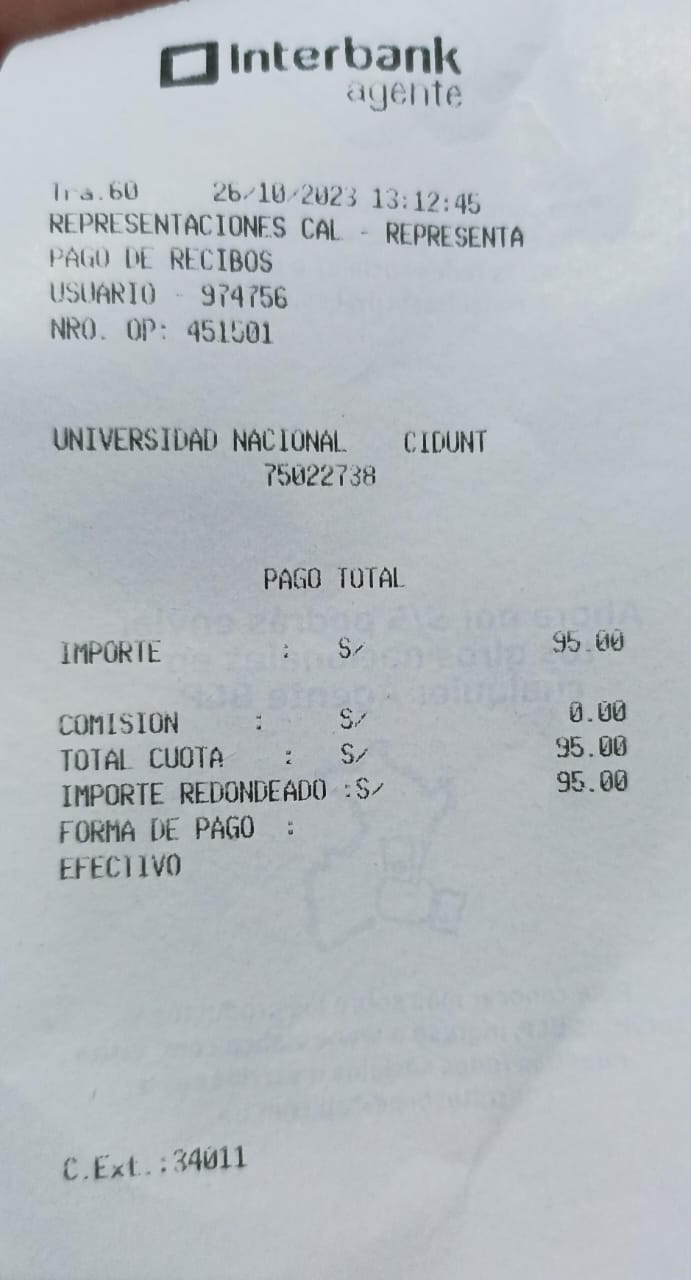 Interbank
agente
Tra.60 26/10/2023 13:12:45
REPRESENTACIONES CAL - REPRESENTA
PAGO DE RECIBOS
USUARIO - 974756
NRO. OP: 451501
UNIVERSIDAD NACIONAL CIDUNT
75022738
PAGO TOTAL
IMPORTE : S/ 95.00
COMISION : S/ 0.00
TOTAL CUOTA : S/ 95.00
IMPORTE REDONDEADO :S/ 95.00
FORMA DE PAGO :
EFECTIVO
C.Ext.:34011